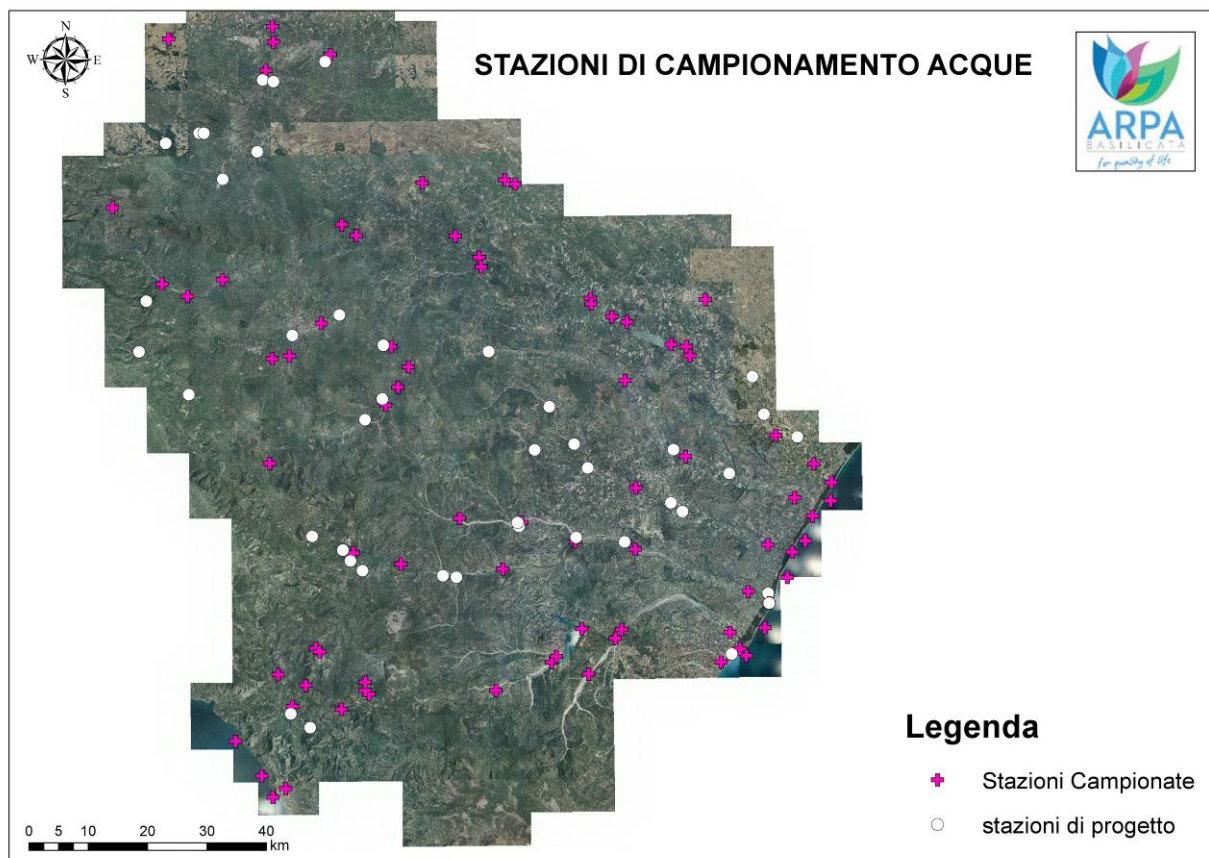 N
W E
S
STAZIONI DI CAMPIONAMENTO ACQUE
ARPA
BASILICATA
for quality of life
Legenda
Stazioni Campionate
stazioni di progetto
0 5 10 20 30 40
km